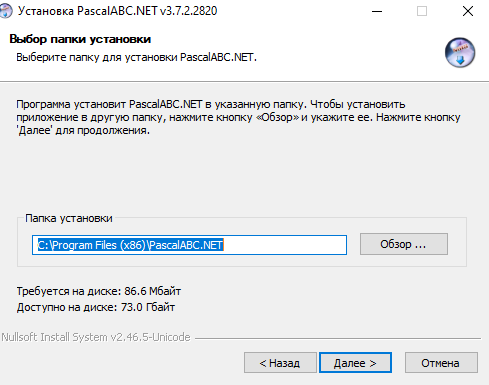 Установка PascalABC.NET v3.7.2.2820
Выбор папки установки
Выберите папку для установки PascalABC.NET.
Программа установит PascalABC.NET в указанную папку. Чтобы установить
приложение в другую папку, нажмите кнопку «Обзор» и укажите ее. Нажмите кнопку
'Далее' для продолжения.
Папка установки
C:\Program Files (x86)\PascalABC.NET
Обзор ...
Требуется на диске: 86.6 Мбайт
Доступно на диске: 73.0 Гбайт
Nullsoft Install System v2.46.5-Unicode
< Назад
Далее >
Отмена